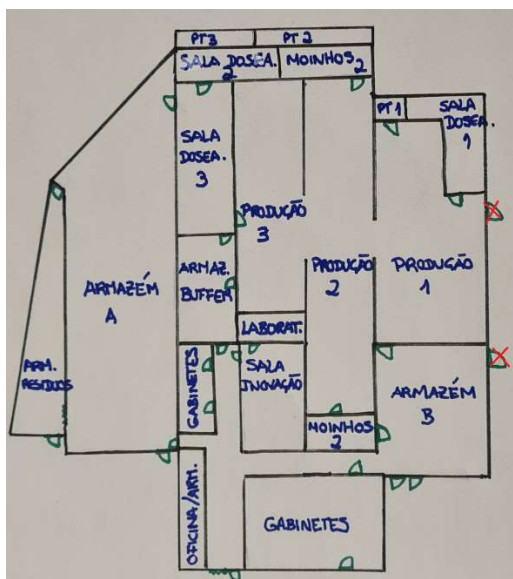 PT3
PT2
SALA DOSEA.
2
MOINHOS
2
PT1
SALA
DOSEA.
1
SALA
DOSEA.
3
PRODUÇÃO
3
ARMAZ.
BUFFER
ARMAZÉM
A
PRODUÇÃO
2
PRODUÇÃO
1
LABORAT.
ARM.
RESIDUOS
GABINETES
SALA
INOVAÇÃO
ARMAZÉM
B
MOINHOS
2
OFICINA/ARM.
GABINETES